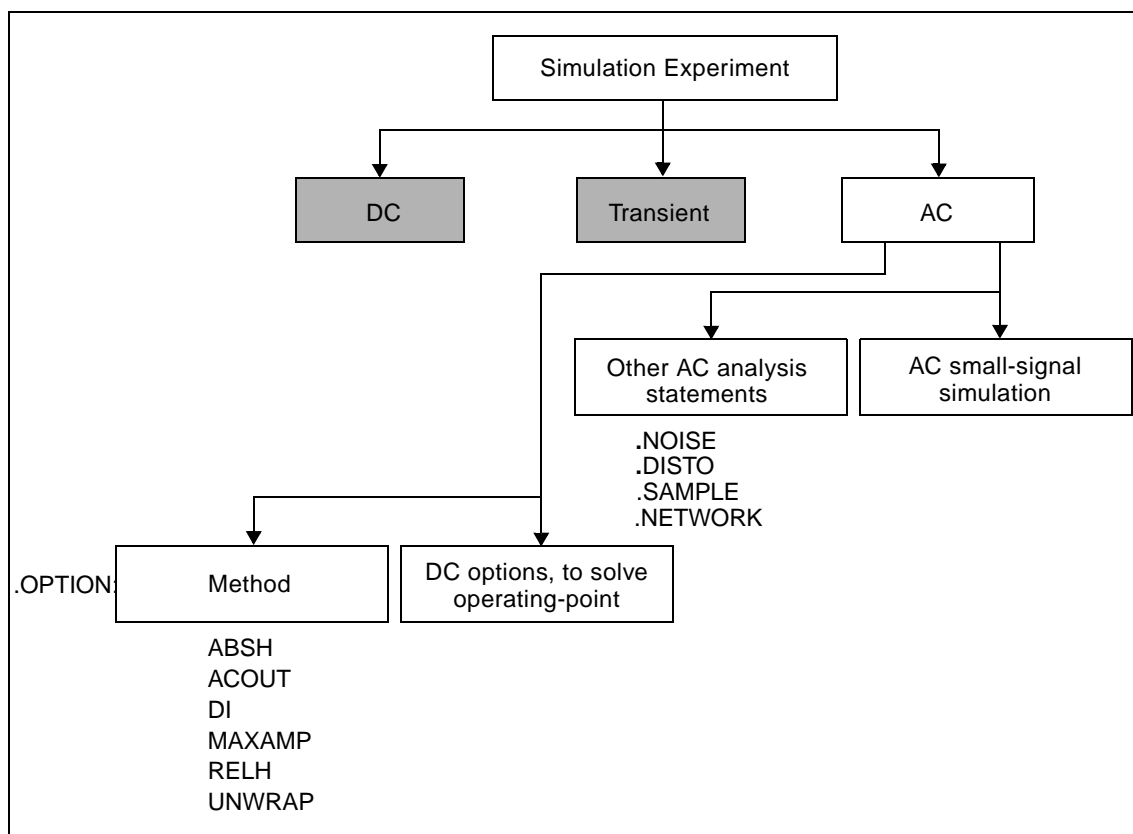 Simulation Experiment
DC
Transient
AC
Other AC analysis
statements
AC small-signal
simulation
.NOISE
.DISTO
.SAMPLE
.NETWORK
.OPTION:
Method
DC options, to solve
operating-point
ABSH
ACOUT
DI
MAXAMP
RELH
UNWRAP